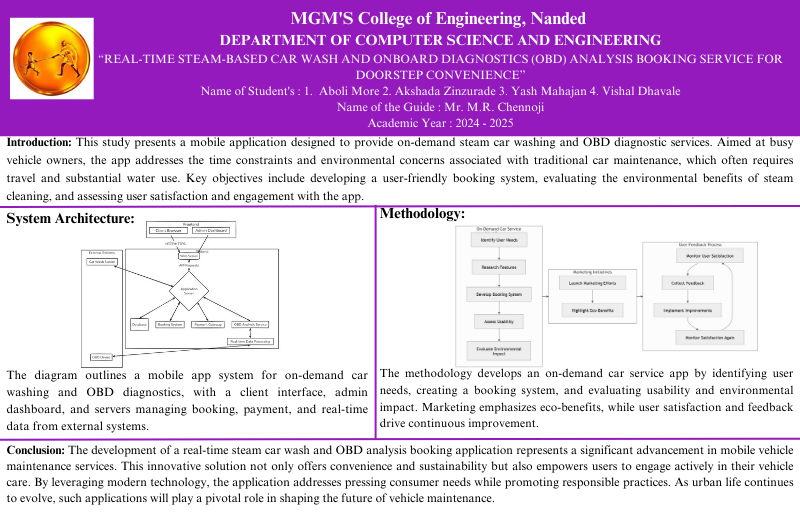 MGM'S College of Engineering, Nanded
DEPARTMENT OF COMPUTER SCIENCE AND ENGINEERING
“REAL-TIME STEAM-BASED CAR WASH AND ONBOARD DIAGNOSTICS (OBD) ANALYSIS BOOKING SERVICE FOR
DOORSTEP CONVENIENCE”
Name of Student's : 1. Aboli More 2. Akshada Zinzurade 3. Yash Mahajan 4. Vishal Dhavale
Name of the Guide : Mr. M.R. Chennoji
Academic Year : 2024 - 2025
Introduction: This study presents a mobile application designed to provide on-demand steam car washing and OBD diagnostic services. Aimed at busy
vehicle owners, the app addresses the time constraints and environmental concerns associated with traditional car maintenance, which often requires
travel and substantial water use. Key objectives include developing a user-friendly booking system, evaluating the environmental benefits of steam
cleaning, and assessing user satisfaction and engagement with the app.
System Architecture:
Frontend
Client Browser
Admin Dashboard
Web Server
API Requests
External Systems
Car Wash System
Application
Server
Database
Booking System
Payment Gateway
OBD Analysis Service
Real-time Data Processing
OBD Device
The diagram outlines a mobile app system for on-demand car
washing and OBD diagnostics, with a client interface, admin
dashboard, and servers managing booking, payment, and real-time
data from external systems.
Methodology:
On-Demand Car Service
Identify User Needs
Research Features
Develop Booking System
Assess Usability
Evaluate Environmental
Impact
Marketing Initiatives
Launch Marketing Efforts
Highlight Eco-Benefits
User Feedback Process
Monitor User Satisfaction
Collect Feedback
Implement Improvements
Monitor Satisfaction Again
The methodology develops an on-demand car service app by identifying user
needs, creating a booking system, and evaluating usability and environmental
impact. Marketing emphasizes eco-benefits, while user satisfaction and feedback
drive continuous improvement.
Conclusion: The development of a real-time steam car wash and OBD analysis booking application represents a significant advancement in mobile vehicle
maintenance services. This innovative solution not only offers convenience and sustainability but also empowers users to engage actively in their vehicle
care. By leveraging modern technology, the application addresses pressing consumer needs while promoting responsible practices. As urban life continues
to evolve, such applications will play a pivotal role in shaping the future of vehicle maintenance.